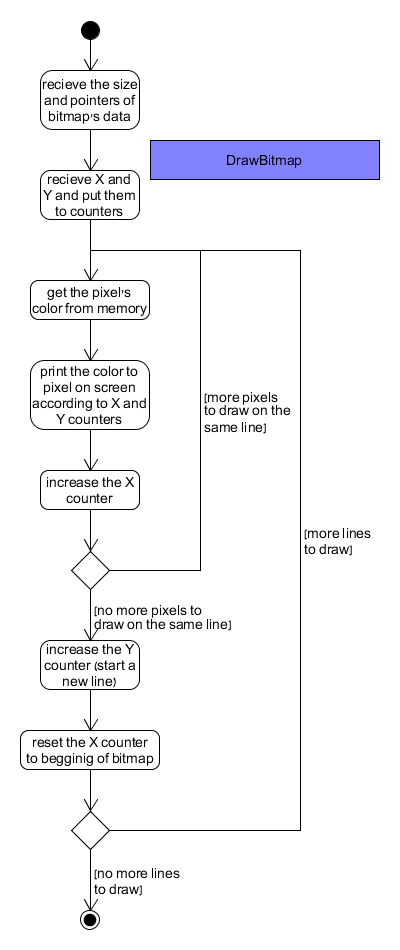 recieve the size
and pointers of
bitmap's data
DrawBitmap
recieve X and
Y and put them
to counters
get the pixel's
color from memory
print the color to
pixel on screen
according to X and
Y counters
[more pixels
to draw on the
same line]
increase the X
counter
[more lines
to draw]
[no more pixels to
draw on the same line]
increase the Y
counter (start a
new line)
reset the X counter
to begginig of bitmap
[no more lines
to draw]